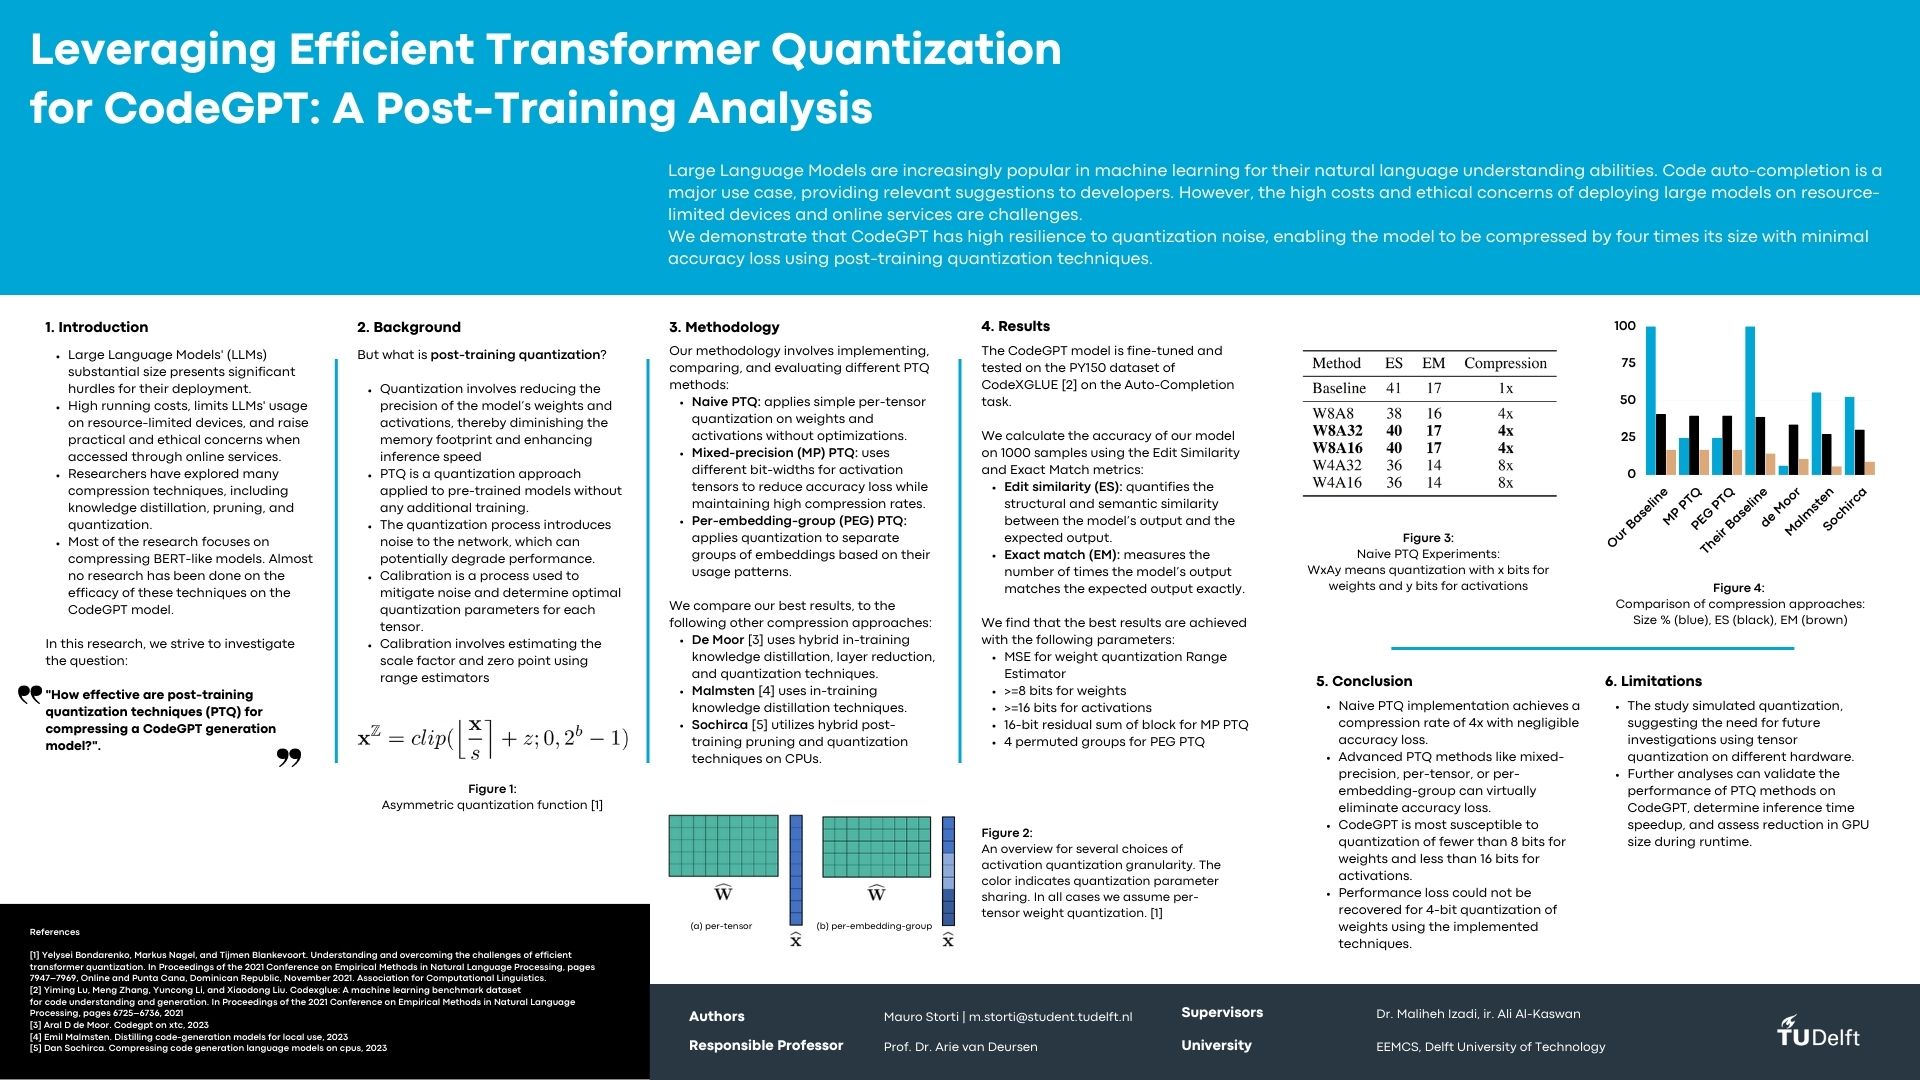 Leveraging Efficient Transformer Quantization
for CodeGPT: A Post-Training Analysis
Large Language Models are increasingly popular in machine learning for their natural language understanding abilities. Code auto-completion is a
major use case, providing relevant suggestions to developers. However, the high costs and ethical concerns of deploying large models on resource-
limited devices and online services are challenges.
We demonstrate that CodeGPT has high resilience to quantization noise, enabling the model to be compressed by four times its size with minimal
accuracy loss using post-training quantization techniques.
1. Introduction
• Large Language Models' (LLMs)
substantial size presents significant
hurdles for their deployment.
• High running costs, limits LLMs' usage
on resource-limited devices, and raise
practical and ethical concerns when
accessed through online services.
• Researchers have explored many
compression techniques, including
knowledge distillation, pruning, and
quantization.
• Most of the research focuses on
compressing BERT-like models. Almost
no research has been done on the
efficacy of these techniques on the
CodeGPT model.
In this research, we strive to investigate
the question:
"How effective are post-training
quantization techniques (PTQ) for
compressing a CodeGPT generation
model?".
2. Background
But what is post-training quantization?
• Quantization involves reducing the
precision of the model's weights and
activations, thereby diminishing the
memory footprint and enhancing
inference speed
• PTQ is a quantization approach
applied to pre-trained models without
any additional training.
• The quantization process introduces
noise to the network, which can
potentially degrade performance.
• Calibration is a process used to
mitigate noise and determine optimal
quantization parameters for each
tensor.
• Calibration involves estimating the
scale factor and zero point using
range estimators
x^ℤ = clip(⌊x/s⌉ + z; 0, 2^b − 1)
Figure 1:
Asymmetric quantization function [1]
3. Methodology
Our methodology involves implementing,
comparing, and evaluating different PTQ
methods:
• Naive PTQ: applies simple per-tensor
quantization on weights and
activations without optimizations.
• Mixed-precision (MP) PTQ: uses
different bit-widths for activation
tensors to reduce accuracy loss while
maintaining high compression rates.
• Per-embedding-group (PEG) PTQ:
applies quantization to separate
groups of embeddings based on their
usage patterns.
We compare our best results, to the
following other compression approaches:
• De Moor [3] uses hybrid in-training
knowledge distillation, layer reduction,
and quantization techniques.
• Malmsten [4] uses in-training
knowledge distillation techniques.
• Sochirca [5] utilizes hybrid post-
training pruning and quantization
techniques on CPUs.
Ŵ
(a) per-tensor
x̂
Ŵ
(b) per-embedding-group
x̂
4. Results
The CodeGPT model is fine-tuned and
tested on the PY150 dataset of
CodeXGLUE [2] on the Auto-Completion
task.
We calculate the accuracy of our model
on 1000 samples using the Edit Similarity
and Exact Match metrics:
• Edit similarity (ES): quantifies the
structural and semantic similarity
between the model's output and the
expected output.
• Exact match (EM): measures the
number of times the model's output
matches the expected output exactly.
We find that the best results are achieved
with the following parameters:
• MSE for weight quantization Range
Estimator
• >=8 bits for weights
• >=16 bits for activations
• 16-bit residual sum of block for MP PTQ
• 4 permuted groups for PEG PTQ
Figure 2:
An overview for several choices of
activation quantization granularity. The
color indicates quantization parameter
sharing. In all cases we assume per-
tensor weight quantization. [1]
Method ES EM Compression
Baseline 41 17 1x
W8A8 38 16 4x
W8A32 40 17 4x
W8A16 40 17 4x
W4A32 36 14 8x
W4A16 36 14 8x
Figure 3:
Naive PTQ Experiments:
WxAy means quantization with x bits for
weights and y bits for activations
100
75
50
25
0
Our Baseline
MP PTQ
PEG PTQ
Their Baseline
de Moor
Malmsten
Sochirca
Figure 4:
Comparison of compression approaches:
Size % (blue), ES (black), EM (brown)
5. Conclusion
• Naive PTQ implementation achieves a
compression rate of 4x with negligible
accuracy loss.
• Advanced PTQ methods like mixed-
precision, per-tensor, or per-
embedding-group can virtually
eliminate accuracy loss.
• CodeGPT is most susceptible to
quantization of fewer than 8 bits for
weights and less than 16 bits for
activations.
• Performance loss could not be
recovered for 4-bit quantization of
weights using the implemented
techniques.
6. Limitations
• The study simulated quantization,
suggesting the need for future
investigations using tensor
quantization on different hardware.
• Further analyses can validate the
performance of PTQ methods on
CodeGPT, determine inference time
speedup, and assess reduction in GPU
size during runtime.
References
[1] Yelysei Bondarenko, Markus Nagel, and Tijmen Blankevoort. Understanding and overcoming the challenges of efficient
transformer quantization. In Proceedings of the 2021 Conference on Empirical Methods in Natural Language Processing, pages
7947–7969, Online and Punta Cana, Dominican Republic, November 2021. Association for Computational Linguistics.
[2] Yiming Lu, Meng Zhang, Yuncong Li, and Xiaodong Liu. Codexglue: A machine learning benchmark dataset
for code understanding and generation. In Proceedings of the 2021 Conference on Empirical Methods in Natural Language
Processing, pages 6725–6736, 2021
[3] Aral D de Moor. Codegpt on xtc, 2023
[4] Emil Malmsten. Distilling code-generation models for local use, 2023
[5] Dan Sochirca. Compressing code generation language models on cpus, 2023
Authors Mauro Storti | m.storti@student.tudelft.nl
Responsible Professor Prof. Dr. Arie van Deursen
Supervisors Dr. Maliheh Izadi, ir. Ali Al-Kaswan
University EEMCS, Delft University of Technology
TUDelft